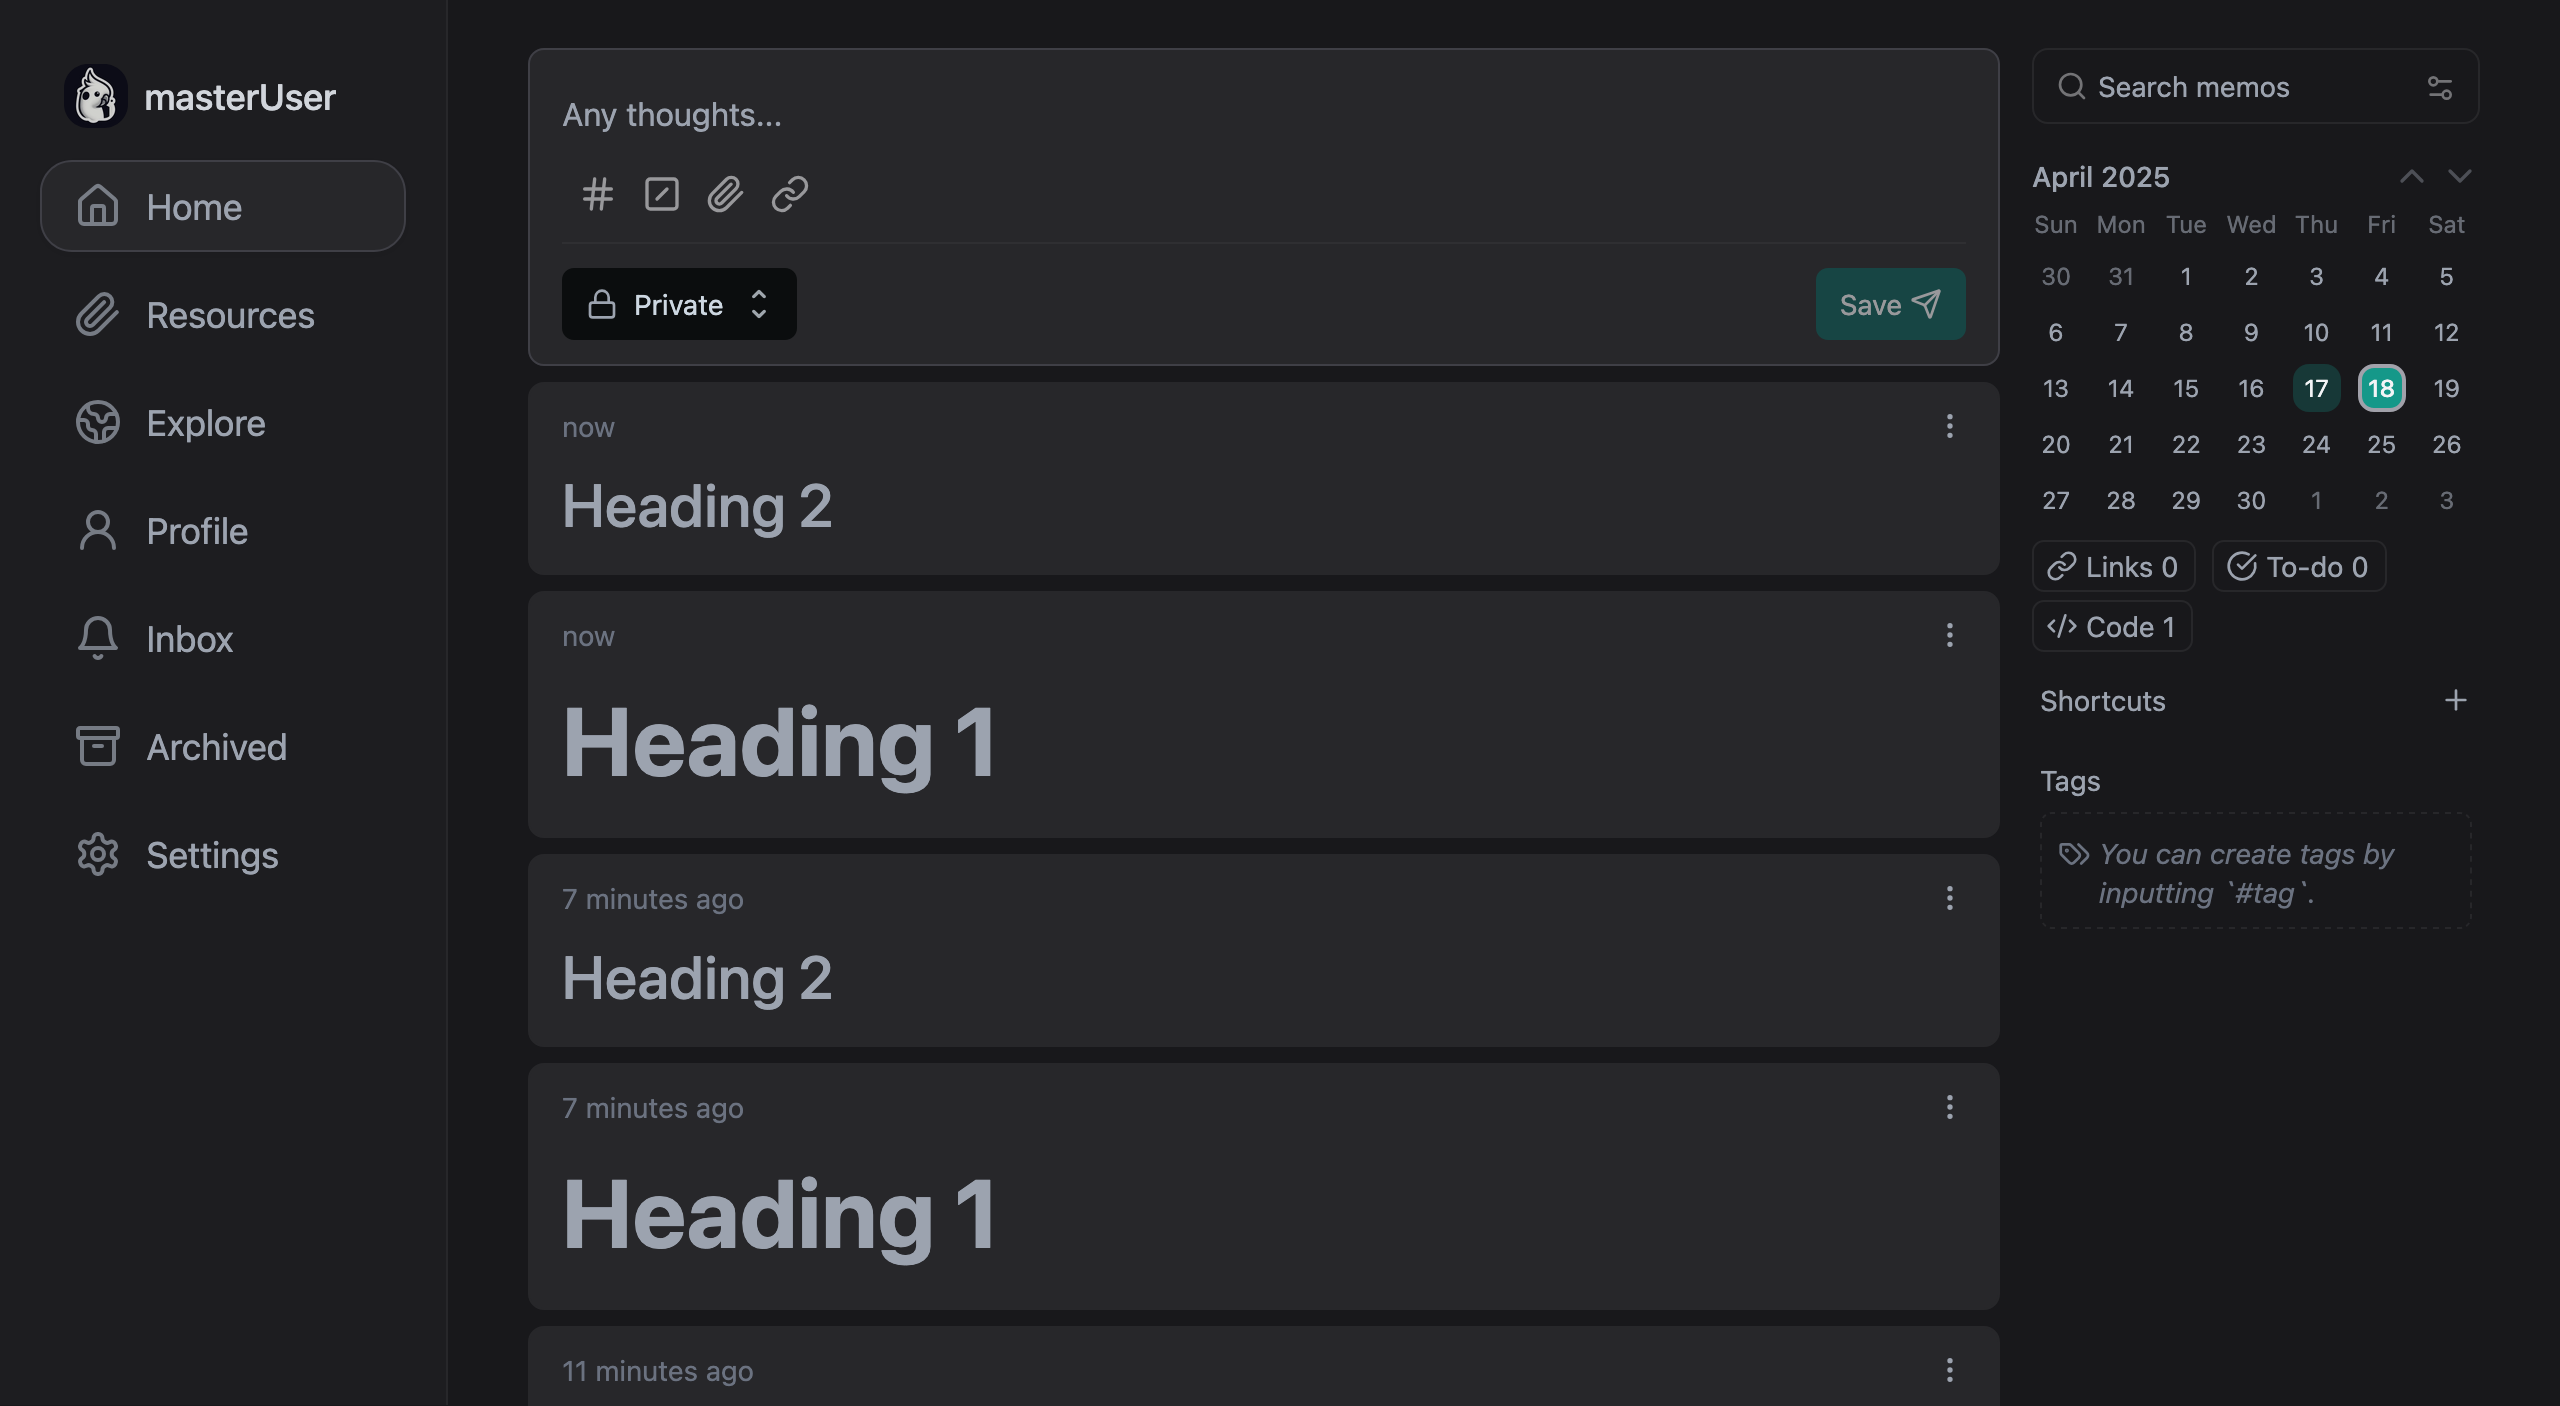 masterUser
Home
Resources
Explore
Profile
Inbox
Archived
Settings
Any thoughts...
Private
Save
now
Heading 2
now
Heading 1
7 minutes ago
Heading 2
7 minutes ago
Heading 1
11 minutes ago
Search memos
April 2025
Sun Mon Tue Wed Thu Fri Sat
30 31 1 2 3 4 5
6 7 8 9 10 11 12
13 14 15 16 17 18 19
20 21 22 23 24 25 26
27 28 29 30 1 2 3
Links 0 To-do 0
Code 1
Shortcuts
Tags
You can create tags by
inputting `#tag`.